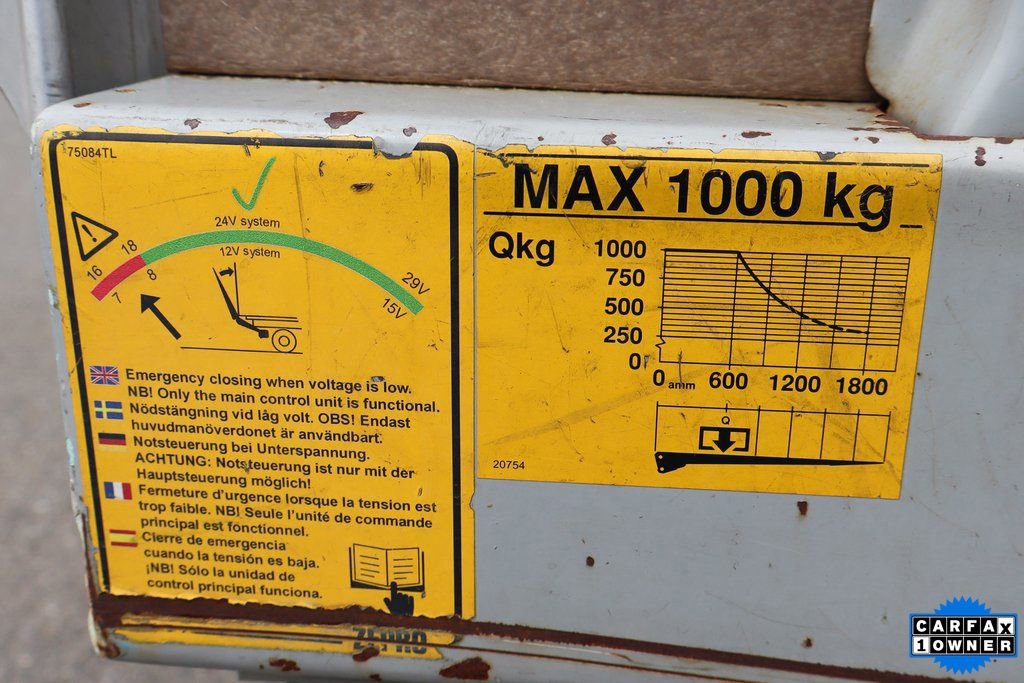 75084TL
24V system
12V system
16
18
29V
7
8
15V
Emergency closing when voltage is low.
NB! Only the main control unit is functional.
Nödstängning vid låg volt. OBS! Endast
huvudmanöverdonet är användbart.
Notsteuerung bei Unterspannung.
ACHTUNG: Notsteuerung ist nur mit der
Hauptsteuerung möglich!
Fermeture d'urgence lorsque la tension est
trop faible. NB! Seule l'unité de commande
principal est fonctionnel.
Cierre de emergencia
cuando la tensión es baja.
¡NB! Sólo la unidad de
control principal funciona.
ZEPRO
MAX 1000 kg
Qkg
1000
750
500
250
0
0 amm 600 1200 1800
Q
20754
CARFAX
1 OWNER